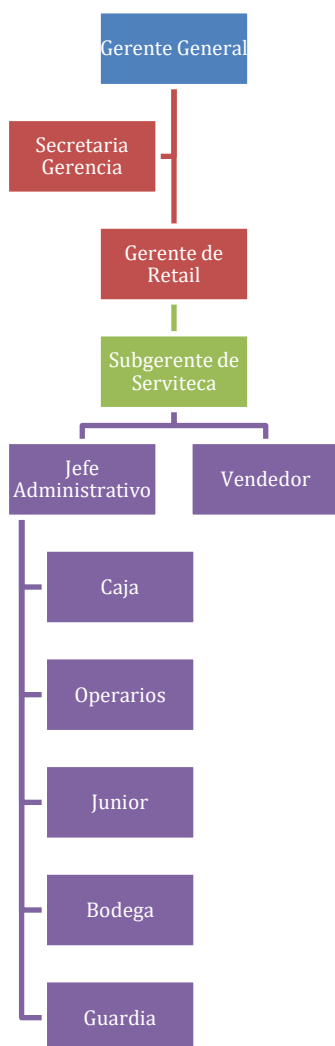 Gerente General
Secretaria
Gerencia
Gerente de
Retail
Subgerente de
Serviteca
Jefe
Administrativo
Vendedor
Caja
Operarios
Junior
Bodega
Guardia